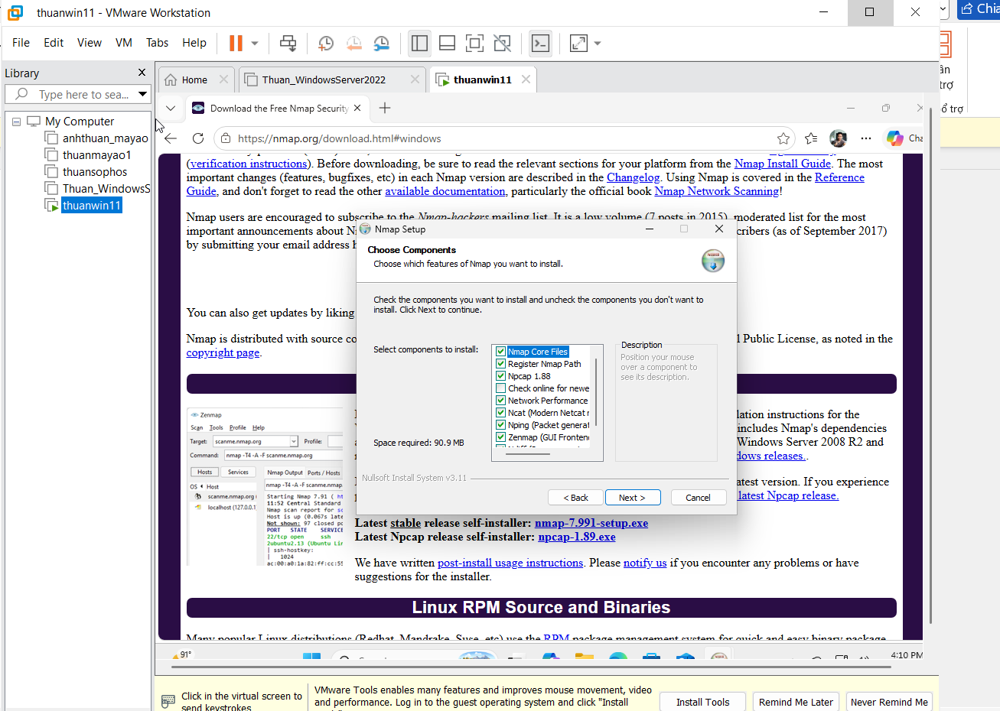 thuanwin11 - VMware Workstation
Chia
File Edit View VM Tabs Help
Library
Type here to sea...
My Computer
anhthuan_mayao
thuanmayao1
thuansophos
Thuan_WindowsS
thuanwin11
Home
Thuan_WindowsServer2022
thuanwin11
Download the Free Nmap Security
https://nmap.org/download.html#windows
Cha
(verification instructions). Before downloading, be sure to read the relevant sections for your platform from the Nmap Install Guide. The most
important changes (features, bugfixes, etc) in each Nmap version are described in the Changelog. Using Nmap is covered in the Reference
Guide, and don't forget to read the other available documentation, particularly the official book Nmap Network Scanning!
Nmap users are encouraged to subscribe to the Nmap-hackers mailing list. It is a low volume (7 posts in 2015), moderated list for the most
important announcements about N
cribers (as of September 2017)
by submitting your email address h
You can also get updates by liking
Nmap is distributed with source co
l Public License, as noted in the
copyright page.
Nmap Setup
Choose Components
Choose which features of Nmap you want to install.
Check the components you want to install and uncheck the components you don't want to
install. Click Next to continue.
Select components to install:
Nmap Core Files
Register Nmap Path
Npcap 1.88
Check online for newe
Network Performance
Ncat (Modern Netcat r
Nping (Packet generat
Zenmap (GUI Frontend
Description
Position your mouse
over a component to
see its description.
Space required: 90.9 MB
Nullsoft Install System v3.11
< Back
Next >
Cancel
lation instructions for the
includes Nmap's dependencies
Windows Server 2008 R2 and
dows releases..
atest version. If you experience
latest Npcap release.
Zenmap
Scan Tools Profile Help
Target: scanme.nmap.org Profile:
Command: nmap -T4 -A -F scanme.nmap.org
Hosts Services Nmap Output Ports / Hosts
OS Host nmap -T4 -A -F scanme.nmap
scanme.nmap.org
localhost (127.0.0.1
Starting Nmap 7.91 ( ht
11:52 Central Standard
Nmap scan report for sc
Host is up (0.067s late
Not shown: 97 closed po
PORT STATE SERVICE
22/tcp open ssh
2ubuntu2.13 (Ubuntu Lin
| ssh-hostkey:
| 1024
ac:00:a0:1a:82:ff:cc:55
Latest stable release self-installer: nmap-7.991-setup.exe
Latest Npcap release self-installer: npcap-1.89.exe
We have written post-install usage instructions. Please notify us if you encounter any problems or have
suggestions for the installer.
Linux RPM Source and Binaries
Many popular Linux distributions (Redhat, Mandrake, Suse, etc) use the RPM package management system for quick and easy binary package
91°
4:10 PM
Click in the virtual screen to
send keystrokes
VMware Tools enables many features and improves mouse movement, video
and performance. Log in to the guest operating system and click "Install
Install Tools
Remind Me Later
Never Remind Me